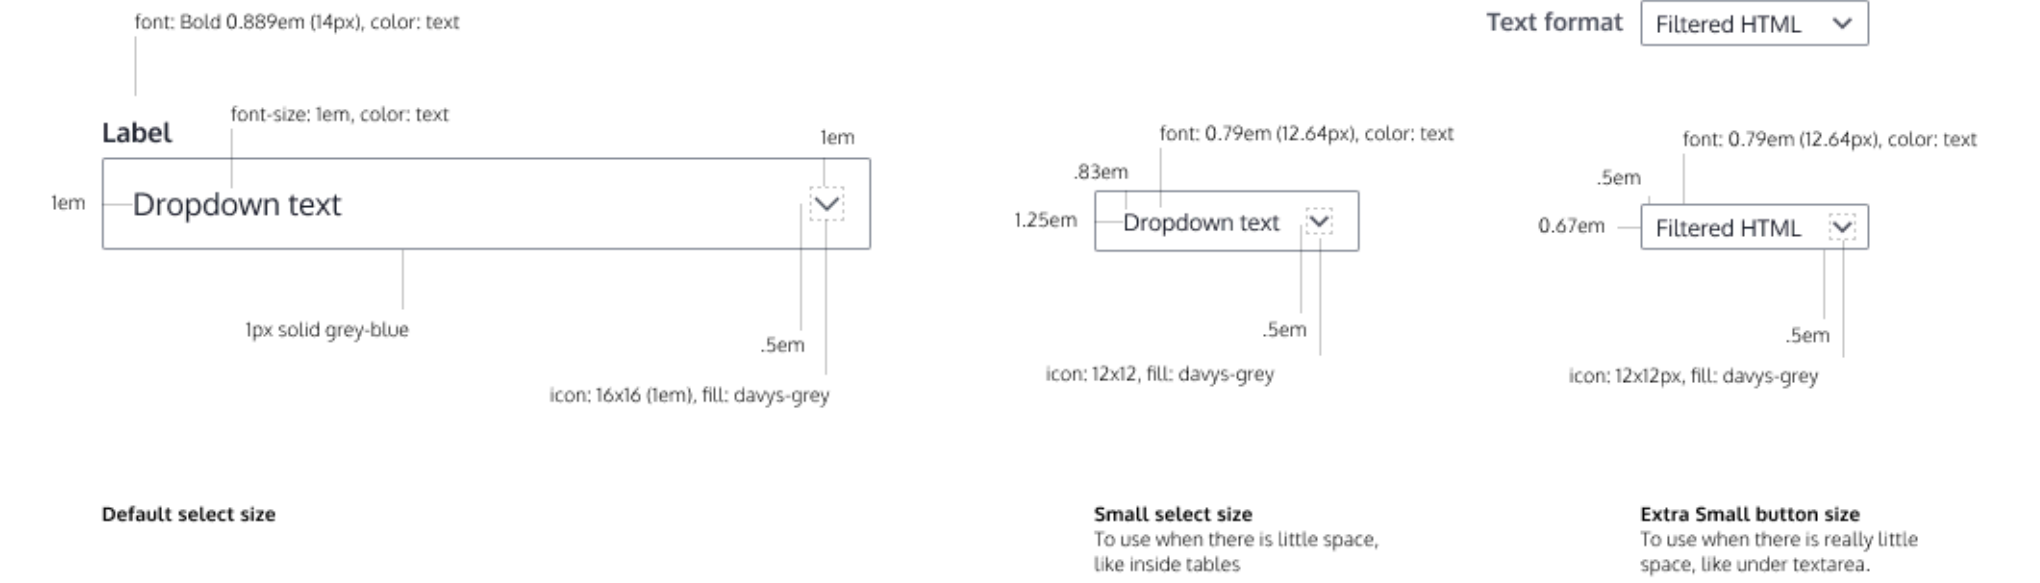 font: Bold 0.889em (14px), color: text
font-size: 1em, color: text
Label
1em
1em
Dropdown text
1px solid grey-blue
.5em
icon: 16x16 (1em), fill: davys-grey
Default select size
font: 0.79em (12.64px), color: text
.83em
1.25em
Dropdown text
.5em
icon: 12x12, fill: davys-grey
Small select size
To use when there is little space,
like inside tables
Text format Filtered HTML
font: 0.79em (12.64px), color: text
.5em
0.67em
Filtered HTML
.5em
icon: 12x12px, fill: davys-grey
Extra Small button size
To use when there is really little
space, like under textarea.